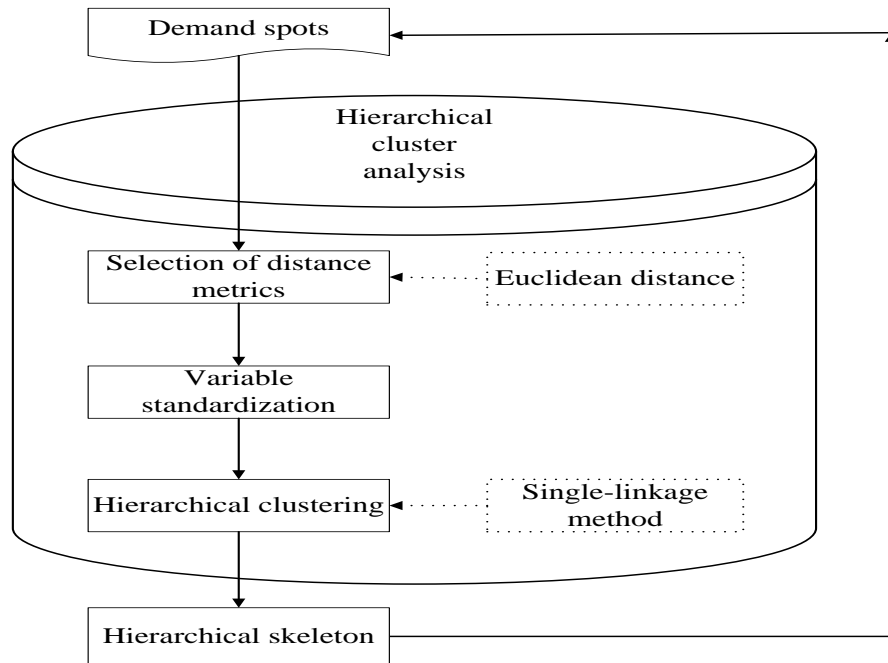 Demand spots
Hierarchical
cluster
analysis
Selection of distance
metrics
Euclidean distance
Variable
standardization
Hierarchical clustering
Single-linkage
method
Hierarchical skeleton